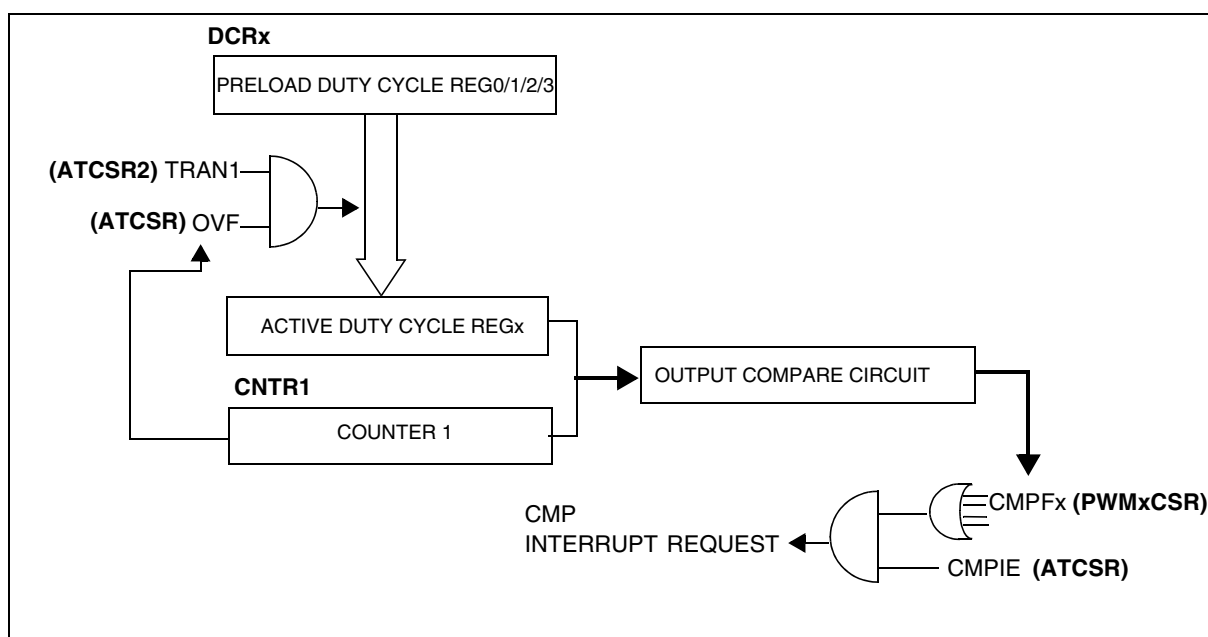 DCRx
PRELOAD DUTY CYCLE REG0/1/2/3
(ATCSR2) TRAN1
(ATCSR) OVF
ACTIVE DUTY CYCLE REGx
CNTR1
COUNTER 1
OUTPUT COMPARE CIRCUIT
CMPFx (PWMxCSR)
CMP
INTERRUPT REQUEST
CMPIE (ATCSR)